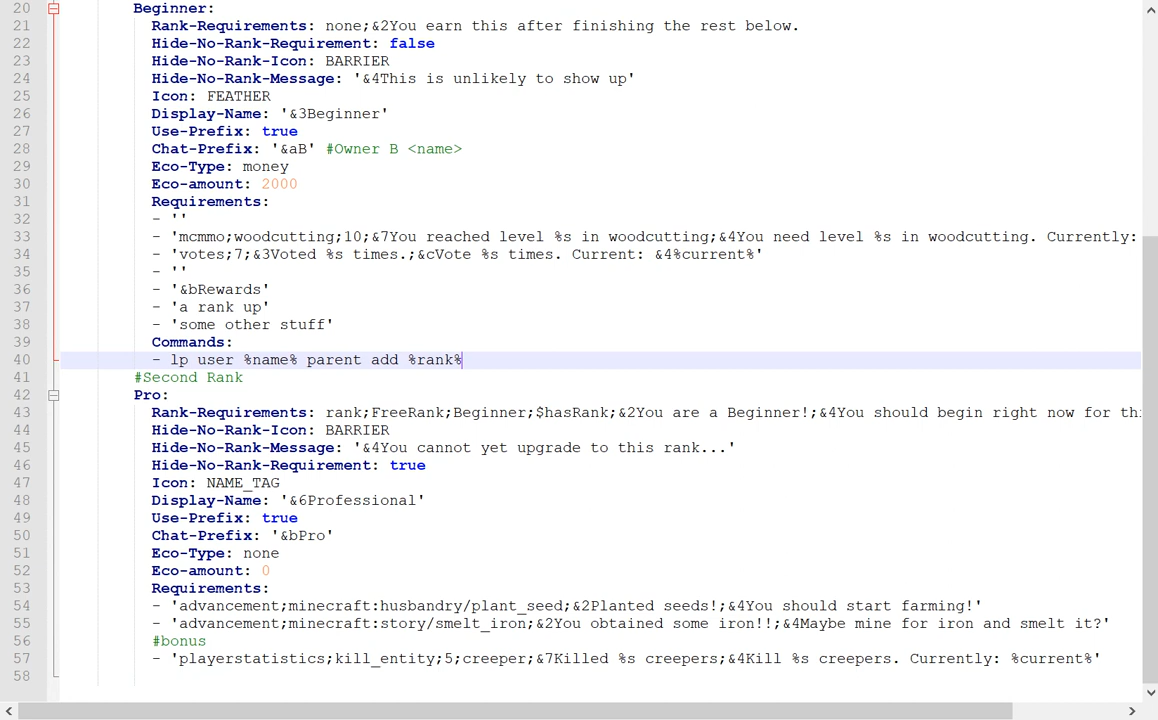 20 Beginner:
21 Rank-Requirements: none;&2You earn this after finishing the rest below.
22 Hide-No-Rank-Requirement: false
23 Hide-No-Rank-Icon: BARRIER
24 Hide-No-Rank-Message: '&4This is unlikely to show up'
25 Icon: FEATHER
26 Display-Name: '&3Beginner'
27 Use-Prefix: true
28 Chat-Prefix: '&aB' #Owner B <name>
29 Eco-Type: money
30 Eco-amount: 2000
31 Requirements:
32 - ''
33 - 'mcmmo;woodcutting;10;&7You reached level %s in woodcutting;&4You need level %s in woodcutting. Currently:
34 - 'votes;7;&3Voted %s times.;&cVote %s times. Current: &4%current%'
35 - ''
36 - '&bRewards'
37 - 'a rank up'
38 - 'some other stuff'
39 Commands:
40 - lp user %name% parent add %rank%
41 #Second Rank
42 Pro:
43 Rank-Requirements: rank;FreeRank;Beginner;$hasRank;&2You are a Beginner!;&4You should begin right now for thi
44 Hide-No-Rank-Icon: BARRIER
45 Hide-No-Rank-Message: '&4You cannot yet upgrade to this rank...'
46 Hide-No-Rank-Requirement: true
47 Icon: NAME_TAG
48 Display-Name: '&6Professional'
49 Use-Prefix: true
50 Chat-Prefix: '&bPro'
51 Eco-Type: none
52 Eco-amount: 0
53 Requirements:
54 - 'advancement;minecraft:husbandry/plant_seed;&2Planted seeds!;&4You should start farming!'
55 - 'advancement;minecraft:story/smelt_iron;&2You obtained some iron!!;&4Maybe mine for iron and smelt it?'
56 #bonus
57 - 'playerstatistics;kill_entity;5;creeper;&7Killed %s creepers;&4Kill %s creepers. Currently: %current%'
58